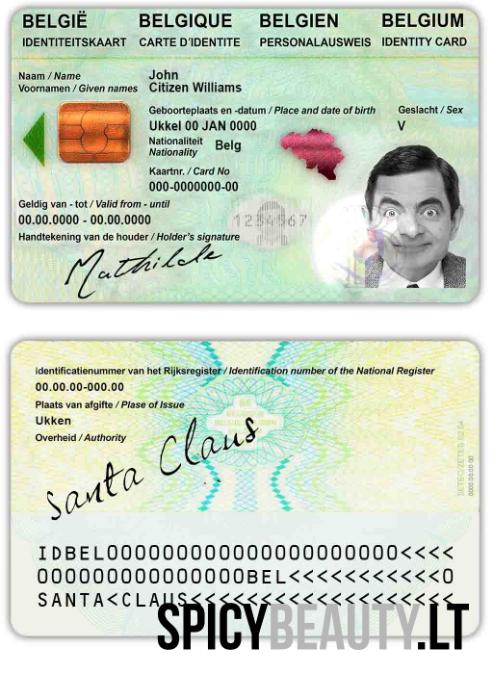 BELGIË BELGIQUE BELGIEN BELGIUM
IDENTITEITSKAART CARTE D'IDENTITE PERSONALAUSWEIS IDENTITY CARD
Naam / Name John
Voornamen / Given names Citizen Williams
Geboorteplaats en -datum / Place and date of birth Geslacht / Sex
Ukkel 00 JAN 0000 V
Nationaliteit Belg
Nationality
Kaartnr. / Card No
000-0000000-00
Geldig van - tot / Valid from - until
00.00.0000 - 00.00.0000
1234567
Handtekening van de houder / Holder's signature
Mathilde
identificatienummer van het Rijksregister / Identification number of the National Register
00.00.00-000.00
Plaats van afgifte / Plase of Issue
Ukken
Overheid / Authority
Santa Claus
IDBEL000000000000000000000<<<<
000000000000000BEL<<<<<<<<<<<0
SANTA<CLAUS<<<<<<<<<<<<<<<<<<<
SPICYBEAUTY.LT